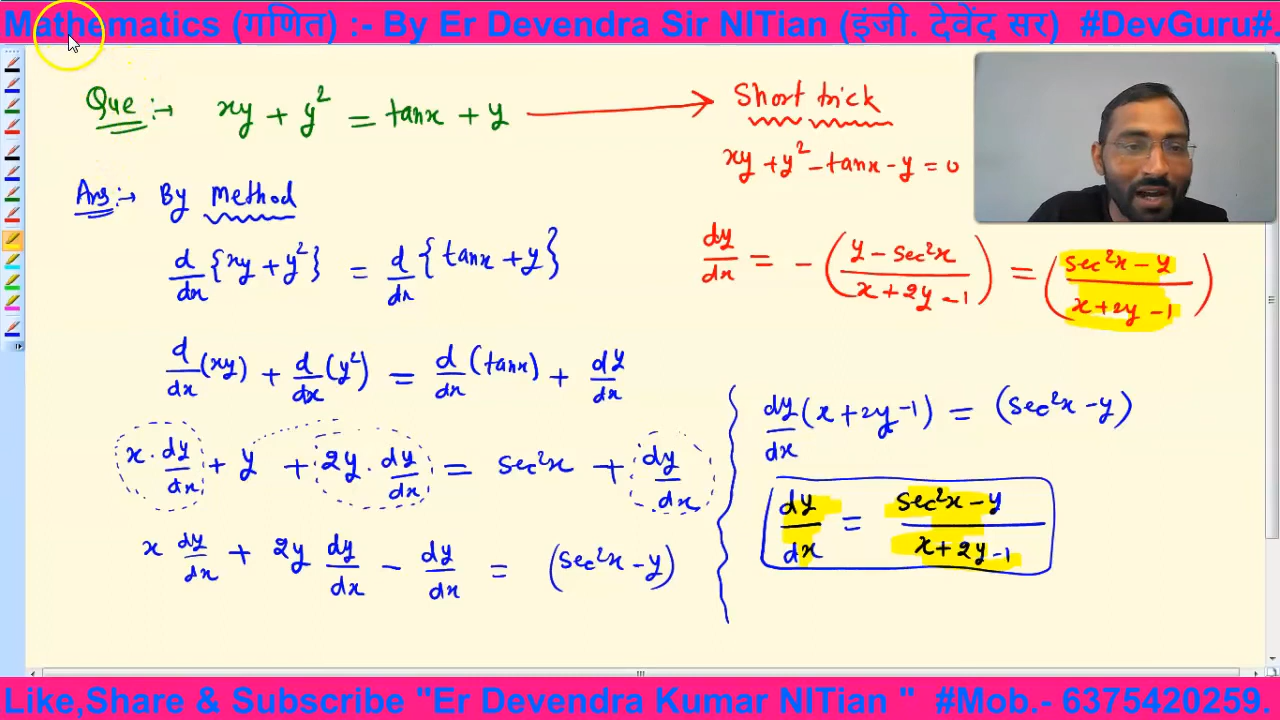 Mathematics (गणित) :- By Er Devendra Sir NITian (इंजी. देवेंद्र सर) #DevGuru#.
Que :→ xy + y² = tanx + y
Ans :→ By Method
d/dx {xy + y²} = d/dx {tanx + y}
d/dx (xy) + d/dx (y²) = d/dx (tanx) + dy/dx
x · dy/dx + y + 2y · dy/dx = sec²x + dy/dx
x dy/dx + 2y dy/dx - dy/dx = (sec²x - y)
Short trick
xy + y² - tanx - y = 0
dy/dx = - (y - sec²x / x + 2y - 1) = (sec²x - y / x + 2y - 1)
dy/dx (x + 2y - 1) = (sec²x - y)
dy/dx = sec²x - y / x + 2y - 1
Like,Share & Subscribe "Er Devendra Kumar NITian " #Mob.- 6375420259.